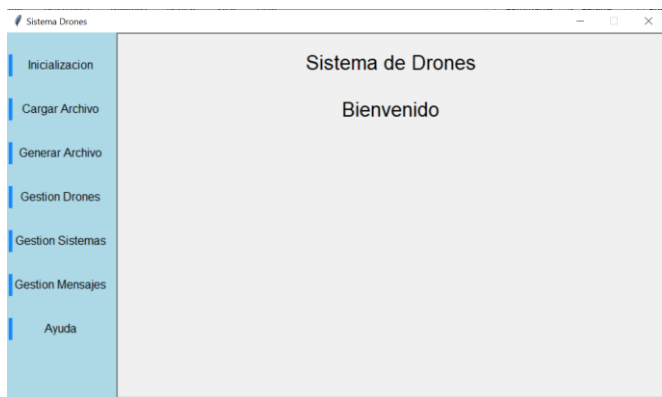 Sistema Drones
Inicializacion
Cargar Archivo
Generar Archivo
Gestion Drones
Gestion Sistemas
Gestion Mensajes
Ayuda
Sistema de Drones
Bienvenido